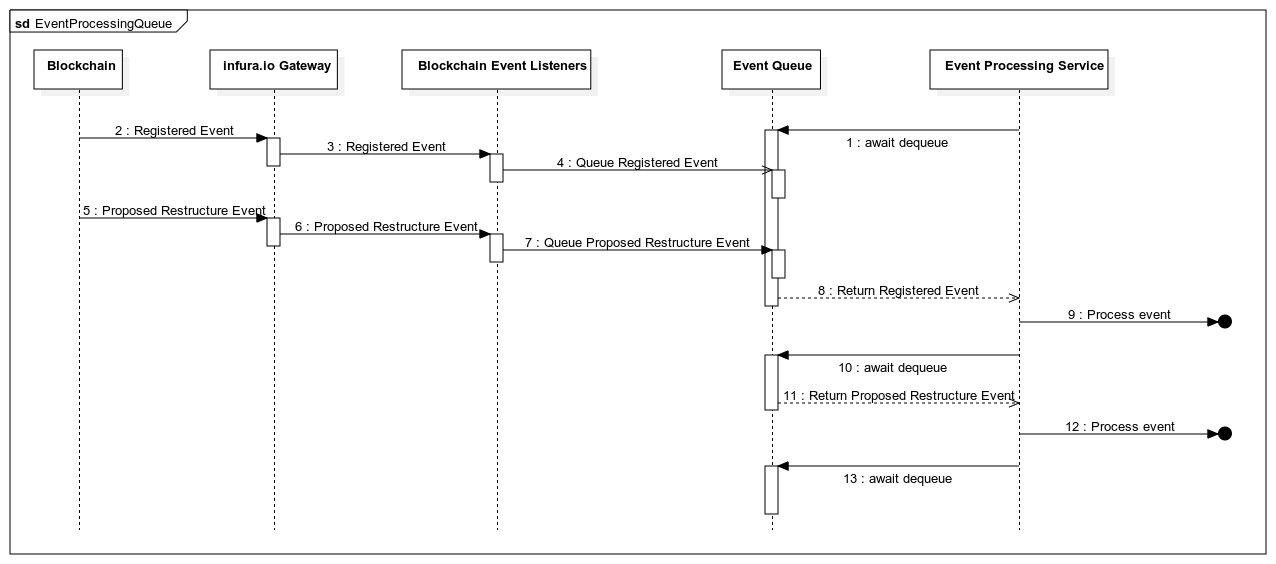 sd EventProcessingQueue
Blockchain
infura.io Gateway
Blockchain Event Listeners
Event Queue
Event Processing Service
1 : await dequeue
2 : Registered Event
3 : Registered Event
4 : Queue Registered Event
5 : Proposed Restructure Event
6 : Proposed Restructure Event
7 : Queue Proposed Restructure Event
8 : Return Registered Event
9 : Process event
10 : await dequeue
11 : Return Proposed Restructure Event
12 : Process event
13 : await dequeue